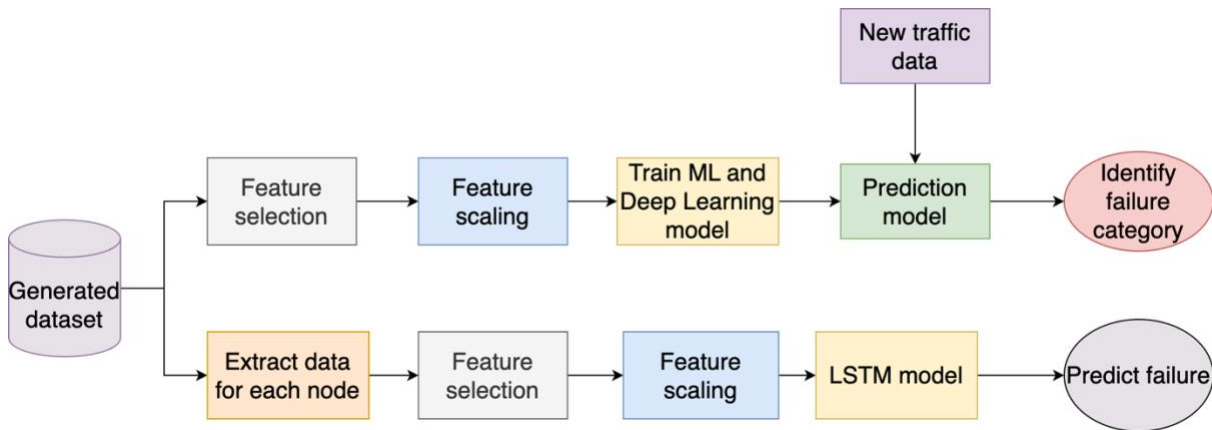 New traffic
data
Feature
selection
Feature
scaling
Train ML and
Deep Learning
model
Prediction
model
Identify
failure
category
Generated
dataset
Extract data
for each node
Feature
selection
Feature
scaling
LSTM model
Predict failure